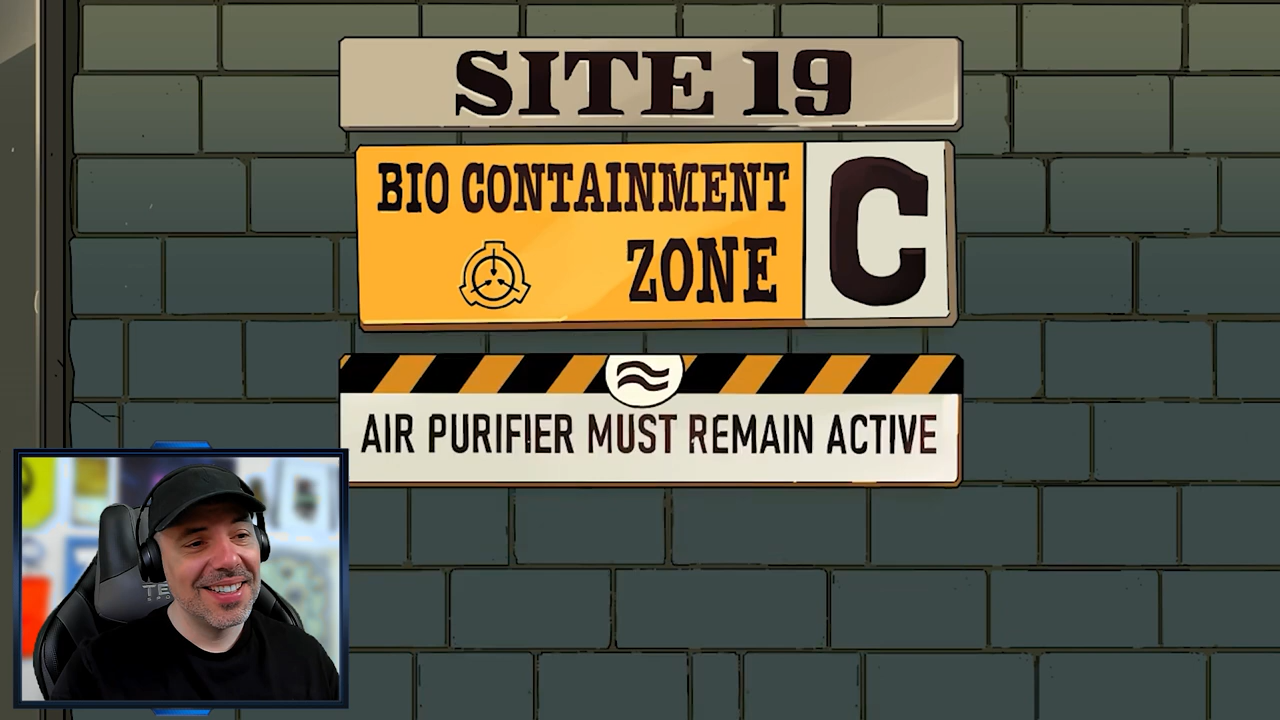 SITE 19
BIO CONTAINMENT
ZONE
C
AIR PURIFIER MUST REMAIN ACTIVE